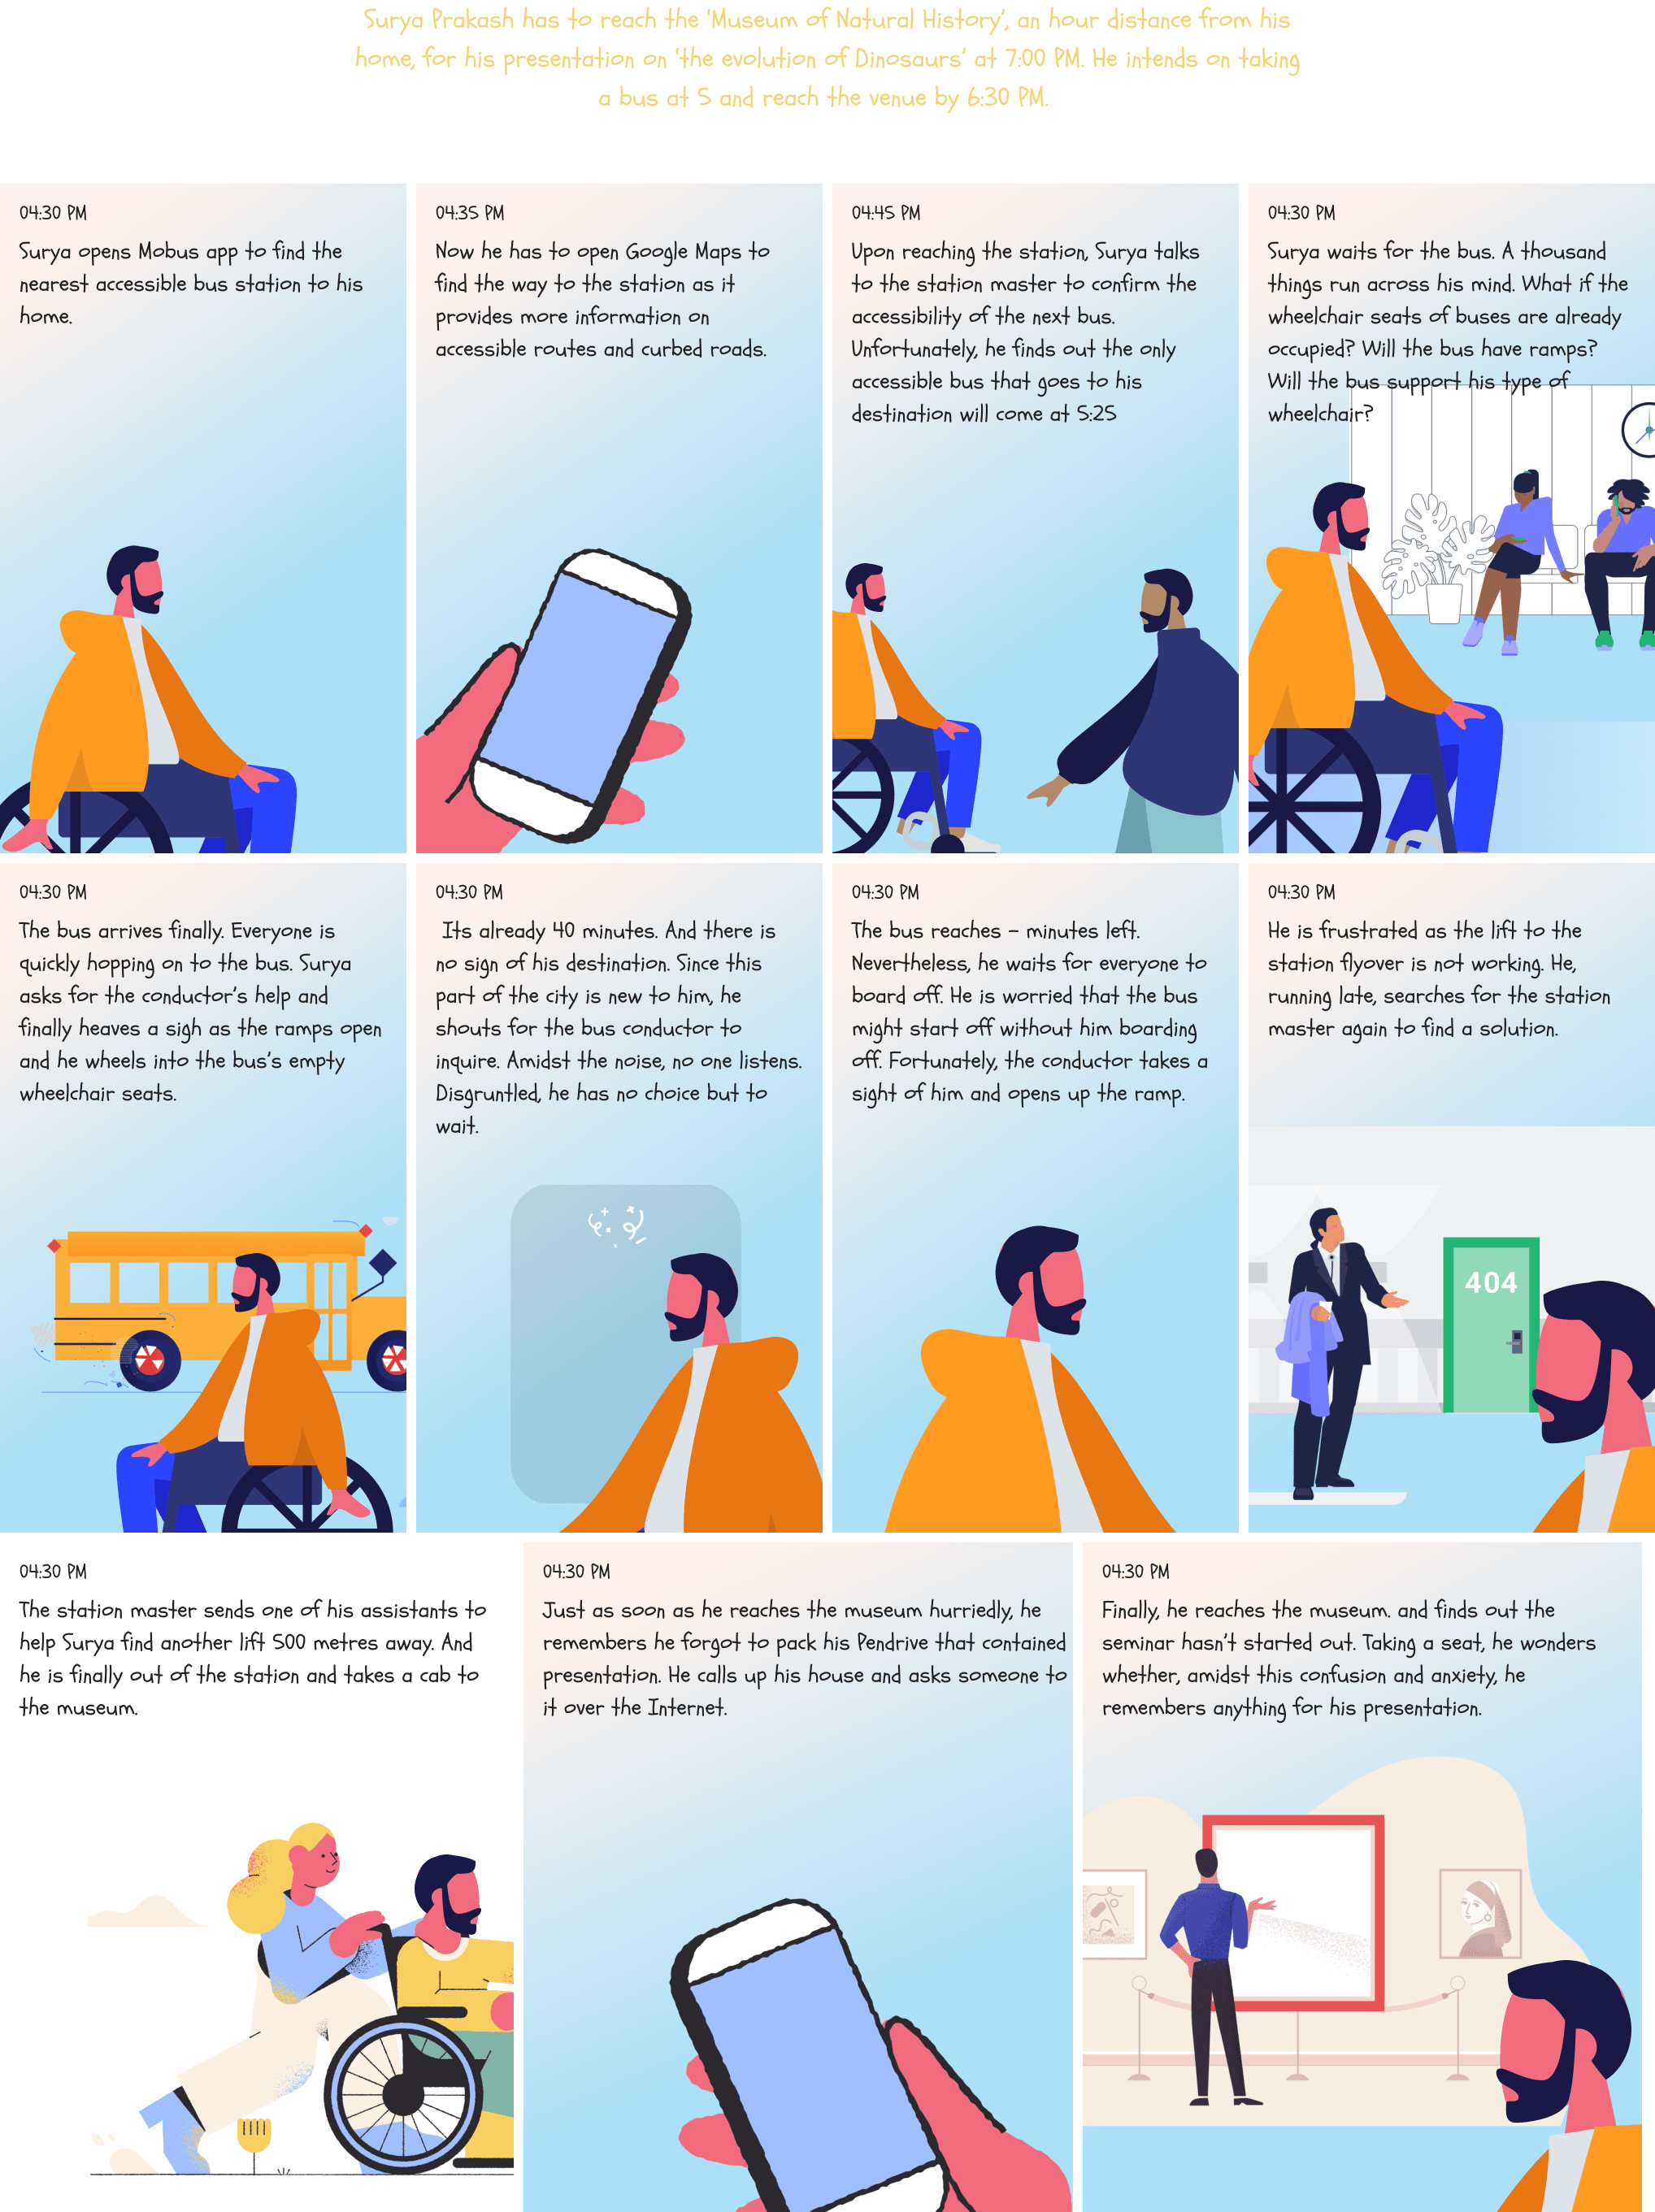 Surya Prakash has to reach the 'Museum of Natural History', an hour distance from his
home, for his presentation on 'the evolution of Dinosaurs' at 7:00 PM. He intends on taking
a bus at 5 and reach the venue by 6:30 PM.
04:30 PM
Surya opens Mobus app to find the
nearest accessible bus station to his
home.
04:35 PM
Now he has to open Google Maps to
find the way to the station as it
provides more information on
accessible routes and curbed roads.
04:45 PM
Upon reaching the station, Surya talks
to the station master to confirm the
accessibility of the next bus.
Unfortunately, he finds out the only
accessible bus that goes to his
destination will come at 5:25
04:30 PM
Surya waits for the bus. A thousand
things run across his mind. What if the
wheelchair seats of buses are already
occupied? Will the bus have ramps?
Will the bus support his type of
wheelchair?
04:30 PM
The bus arrives finally. Everyone is
quickly hopping on to the bus. Surya
asks for the conductor's help and
finally heaves a sigh as the ramps open
and he wheels into the bus's empty
wheelchair seats.
04:30 PM
Its already 40 minutes. And there is
no sign of his destination. Since this
part of the city is new to him, he
shouts for the bus conductor to
inquire. Amidst the noise, no one listens.
Disgruntled, he has no choice but to
wait.
04:30 PM
The bus reaches - minutes left.
Nevertheless, he waits for everyone to
board off. He is worried that the bus
might start off without him boarding
off. Fortunately, the conductor takes a
sight of him and opens up the ramp.
04:30 PM
He is frustrated as the lift to the
station flyover is not working. He,
running late, searches for the station
master again to find a solution.
404
04:30 PM
The station master sends one of his assistants to
help Surya find another lift 500 metres away. And
he is finally out of the station and takes a cab to
the museum.
04:30 PM
Just as soon as he reaches the museum hurriedly, he
remembers he forgot to pack his Pendrive that contained
presentation. He calls up his house and asks someone to
it over the Internet.
04:30 PM
Finally, he reaches the museum. and finds out the
seminar hasn't started out. Taking a seat, he wonders
whether, amidst this confusion and anxiety, he
remembers anything for his presentation.